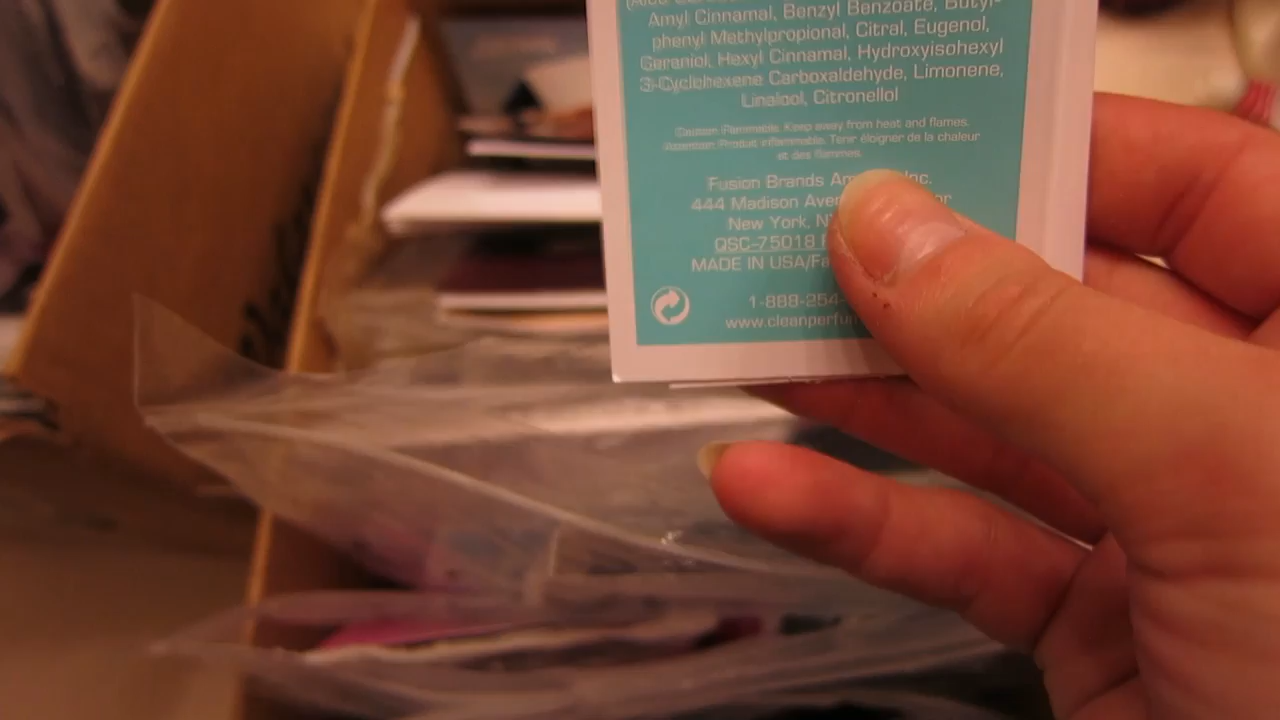 Amyl Cinnamal, Benzyl Benzoate, Butyl-
phenyl Methylpropional, Citral, Eugenol,
Geraniol, Hexyl Cinnamal, Hydroxyisohexyl
3-Cyclohexene Carboxaldehyde, Limonene,
Linalool, Citronellol
Caution: Flammable. Keep away from heat and flames.
Attention: Produit inflammable. Tenir éloigner de la chaleur
et des flammes.
Fusion Brands Inc.
444 Madison
New York,
QSC-75018
MADE IN USA/
1-888-254-
www.cleanperfu